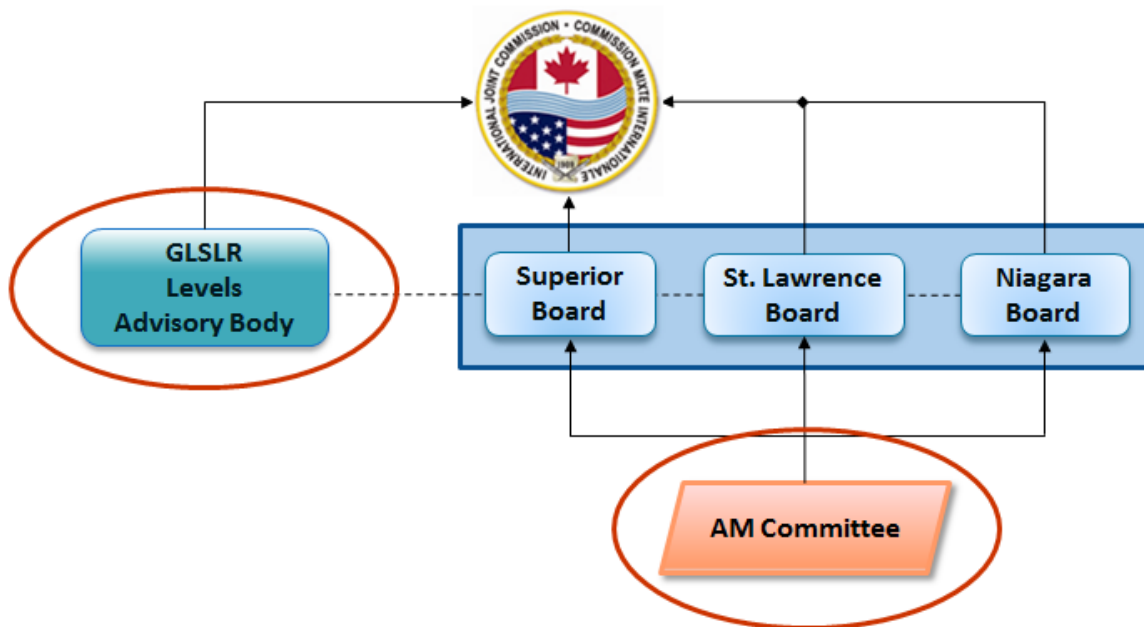 INTERNATIONAL JOINT COMMISSION • COMMISSION MIXTE INTERNATIONALE
1909
GLSLR
Levels
Advisory Body
Superior
Board
St. Lawrence
Board
Niagara
Board
AM Committee